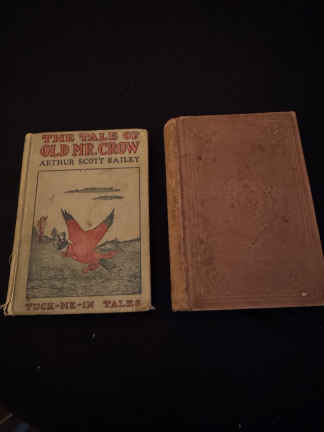 THE TALE OF
OLD MR. CROW
ARTHUR SCOTT BAILEY
TUCK-ME-IN TALES